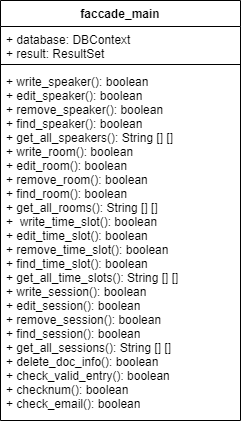 faccade_main
+ database: DBContext
+ result: ResultSet
+ write_speaker(): boolean
+ edit_speaker(): boolean
+ remove_speaker(): boolean
+ find_speaker(): boolean
+ get_all_speakers(): String [] []
+ write_room(): boolean
+ edit_room(): boolean
+ remove_room(): boolean
+ find_room(): boolean
+ get_all_rooms(): String [] []
+ write_time_slot(): boolean
+ edit_time_slot(): boolean
+ remove_time_slot(): boolean
+ find_time_slot(): boolean
+ get_all_time_slots(): String [] []
+ write_session(): boolean
+ edit_session(): boolean
+ remove_session(): boolean
+ find_session(): boolean
+ get_all_sessions(): String [] []
+ delete_doc_info(): boolean
+ check_valid_entry(): boolean
+ checknum(): boolean
+ check_email(): boolean